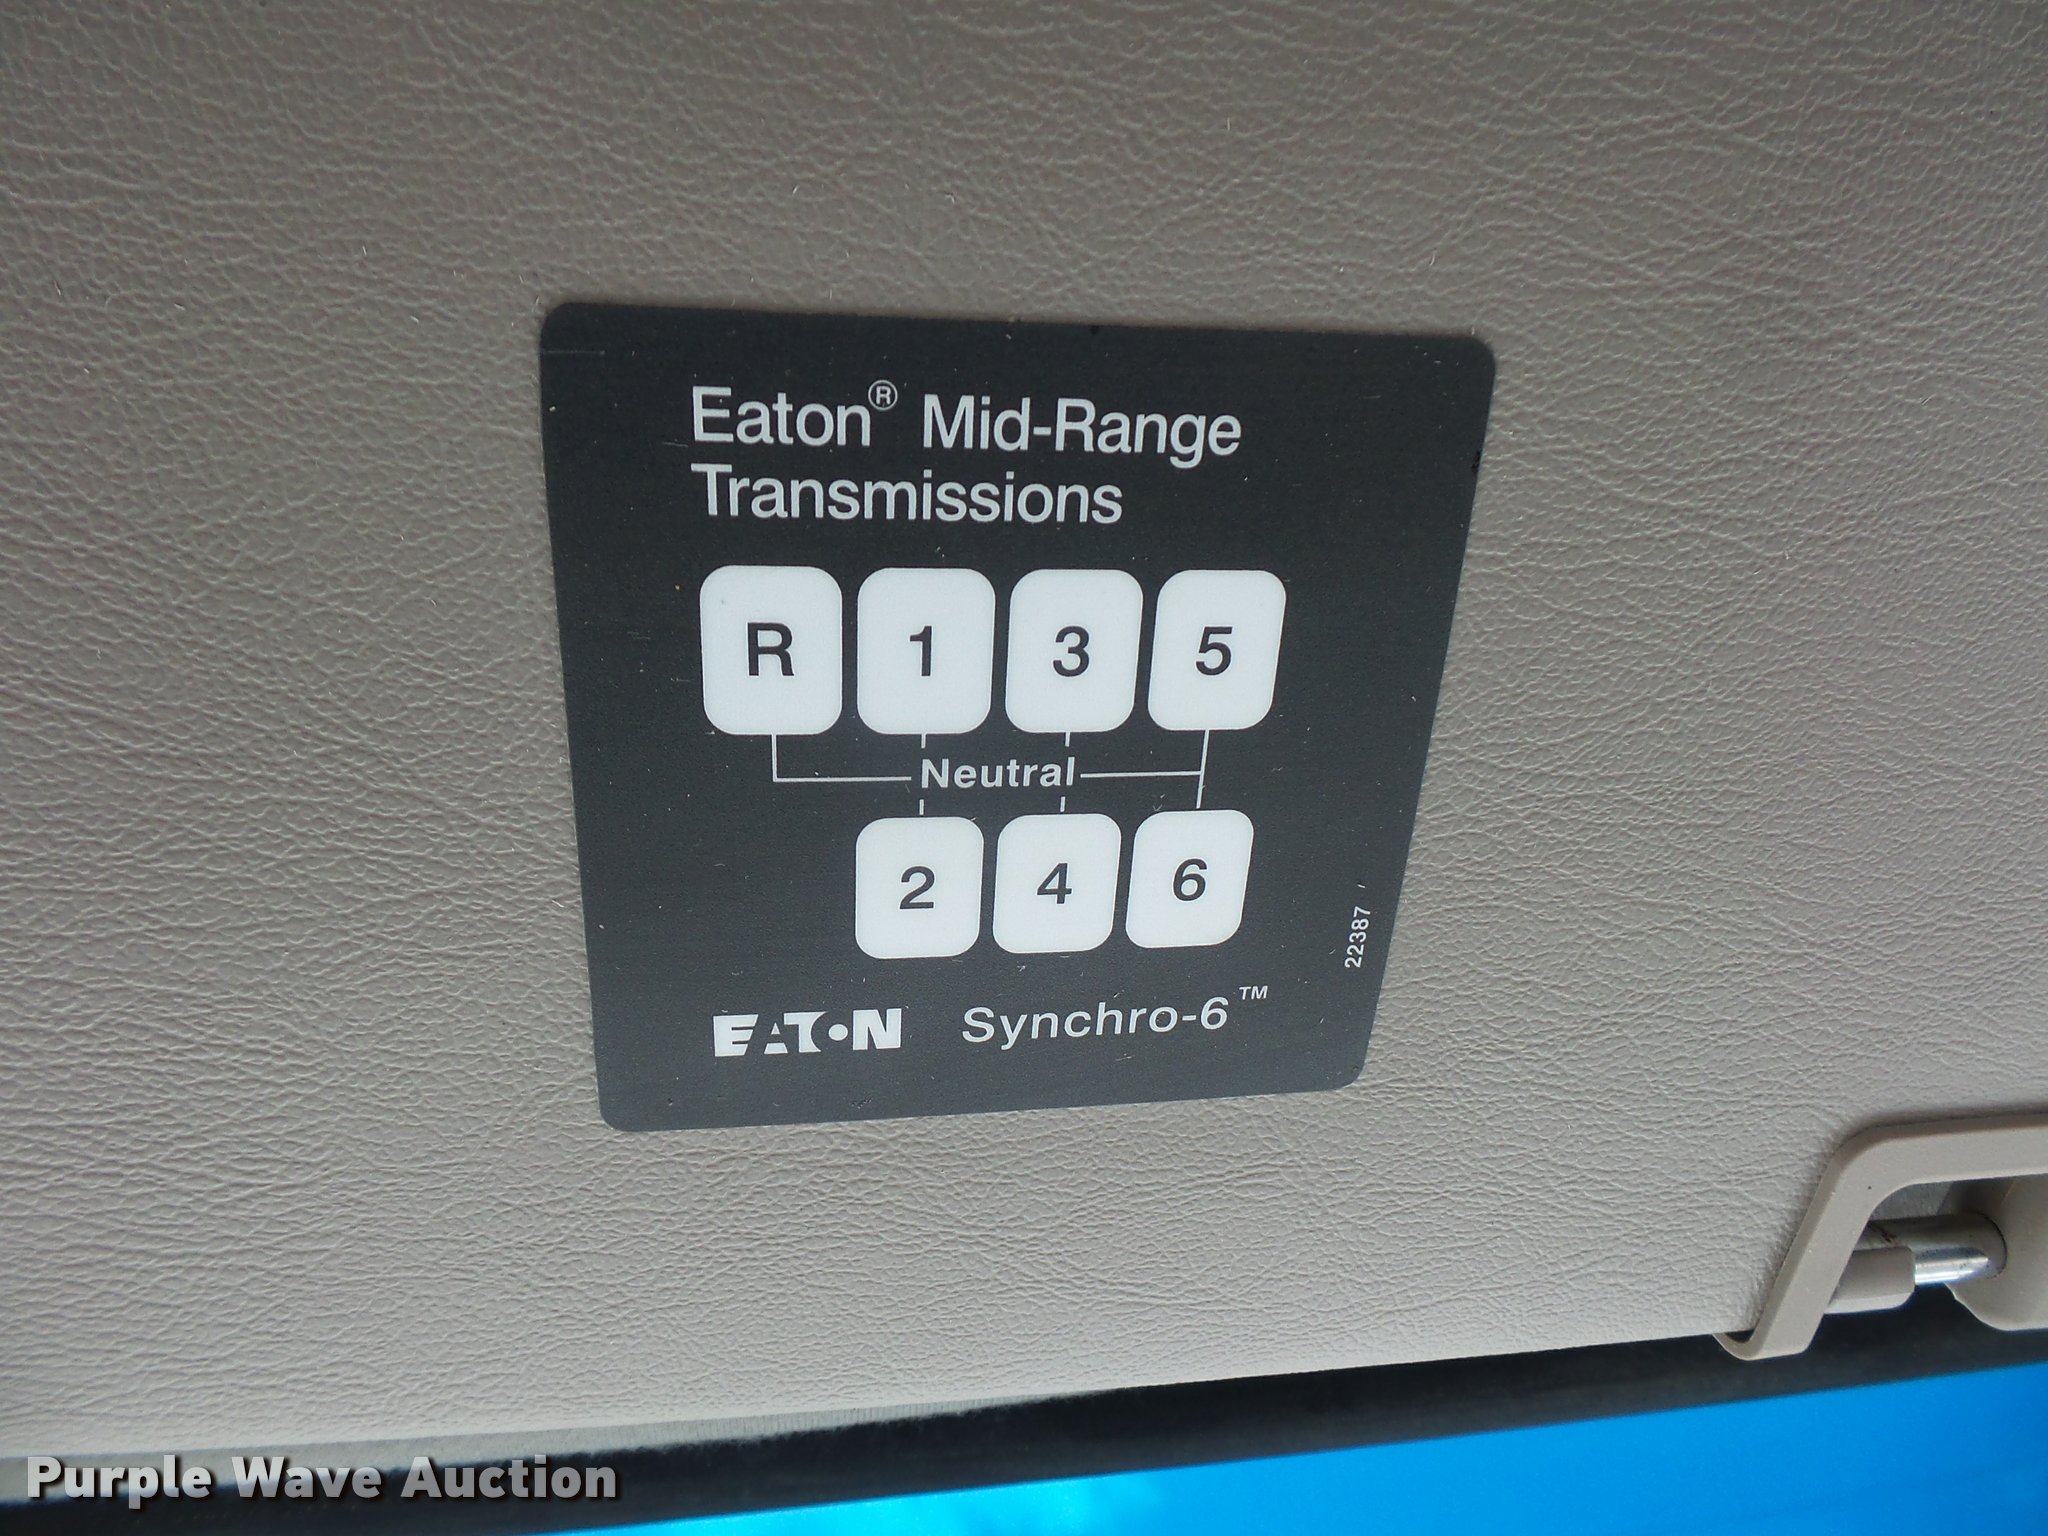 Eaton® Mid-Range
Transmissions
R 1 3 5
Neutral
2 4 6
22387
EATON Synchro-6™
Purple Wave Auction